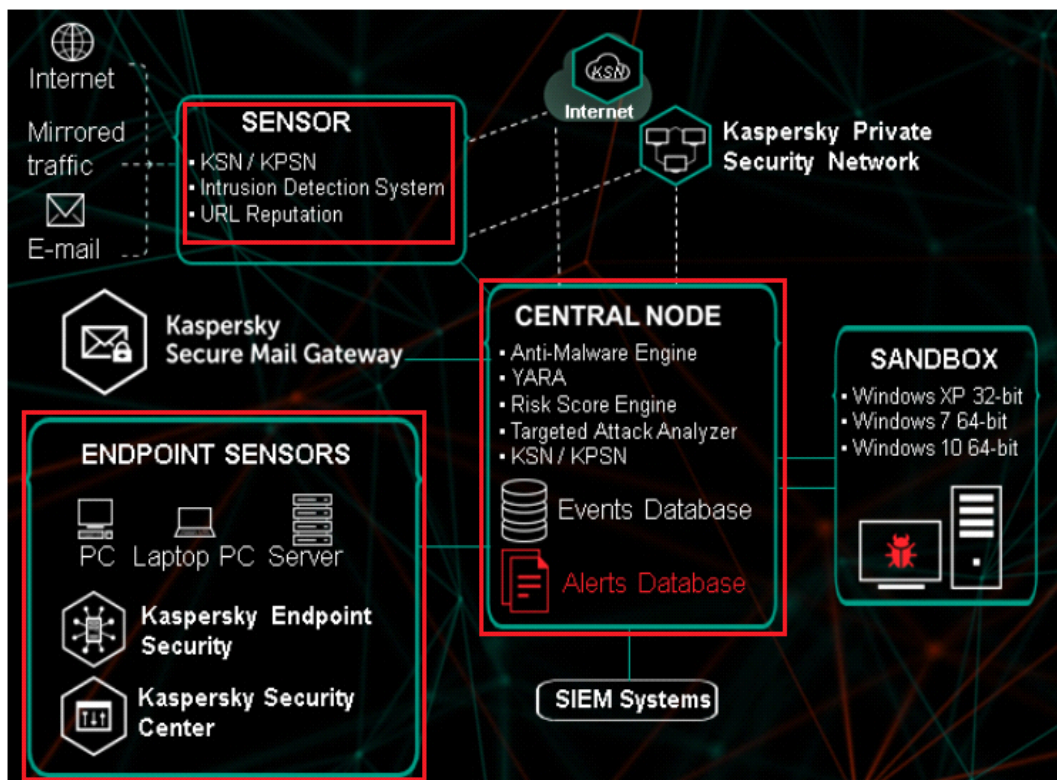 Internet
Mirrored
traffic
E-mail
SENSOR
▪ KSN / KPSN
▪ Intrusion Detection System
▪ URL Reputation
KSN
Internet
Kaspersky Private
Security Network
Kaspersky
Secure Mail Gateway
CENTRAL NODE
▪ Anti-Malware Engine
▪ YARA
▪ Risk Score Engine
▪ Targeted Attack Analyzer
▪ KSN / KPSN
Events Database
Alerts Database
SANDBOX
▪ Windows XP 32-bit
▪ Windows 7 64-bit
▪ Windows 10 64-bit
ENDPOINT SENSORS
PC Laptop PC Server
Kaspersky Endpoint
Security
Kaspersky Security
Center
SIEM Systems